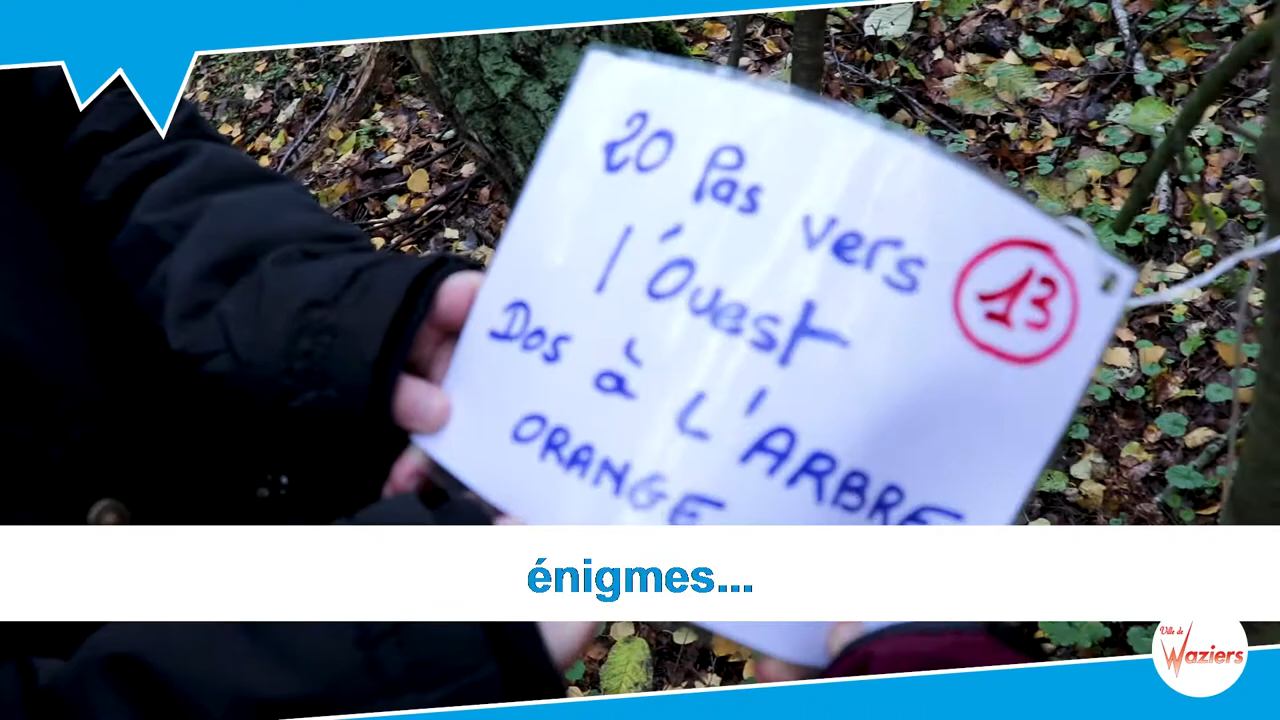 20 Pas vers
l'Ouest
13
Dos à L'ARBRE
ORANGE
énigmes...
Ville de
Waziers